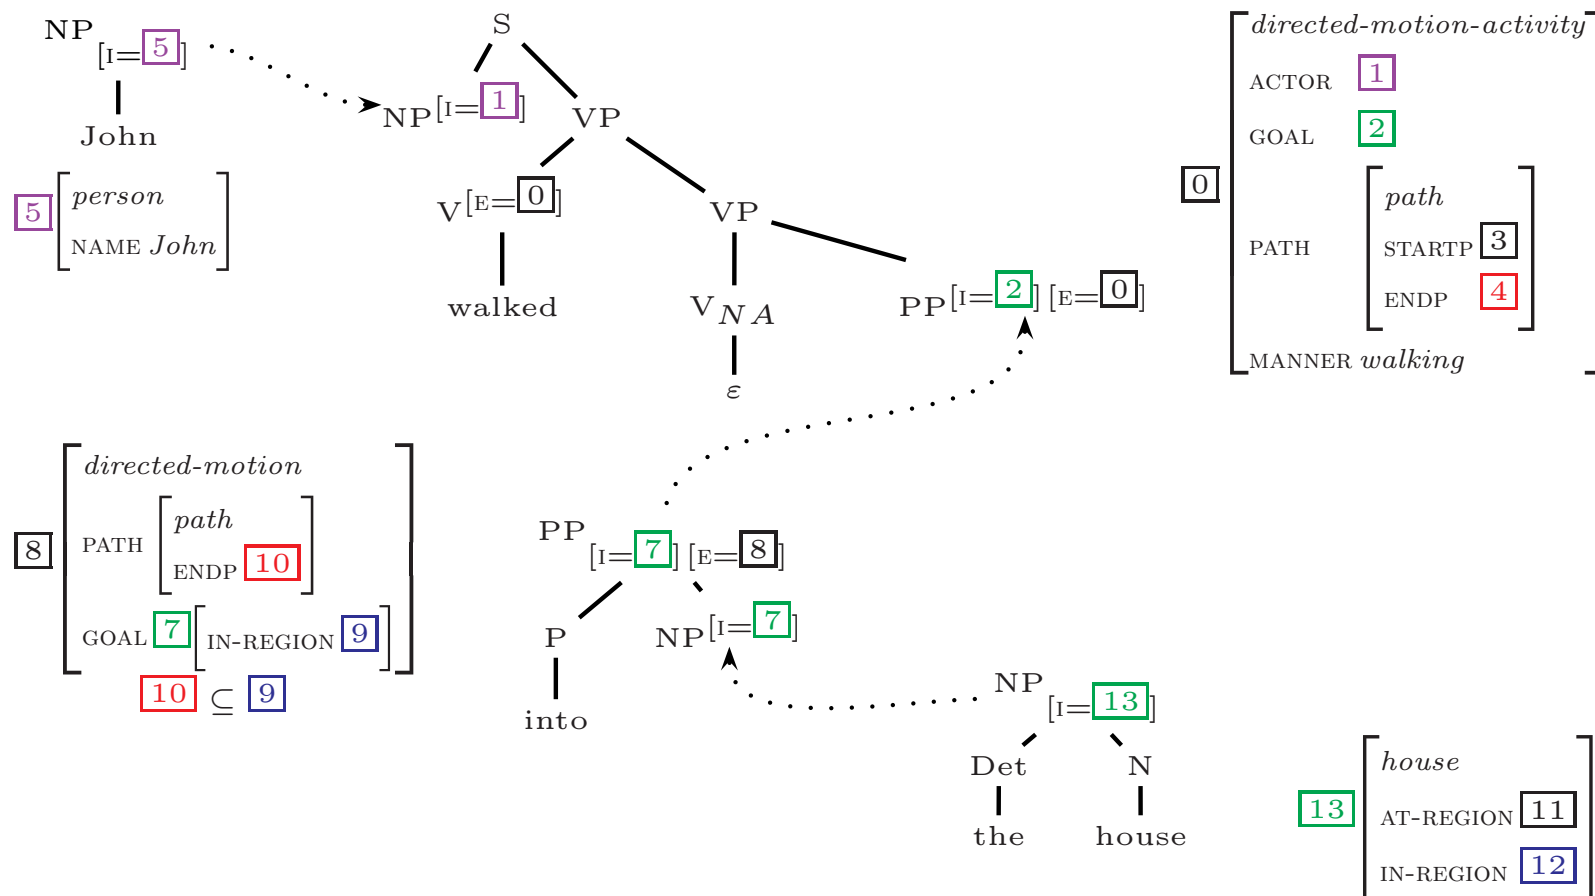 NP[I=5]
John
5 [person
NAME John]
S
NP[I=1] VP
V[E=0] VP
walked V_NA PP[I=2][E=0]
ε
0 [directed-motion-activity
ACTOR 1
GOAL 2
PATH [path
STARTP 3
ENDP 4]
MANNER walking]
8 [directed-motion
PATH [path
ENDP 10]
GOAL 7 [IN-REGION 9]]
10 ⊆ 9
PP[I=7][E=8]
P NP[I=7]
into
NP[I=13]
Det N
the house
13 [house
AT-REGION 11
IN-REGION 12]